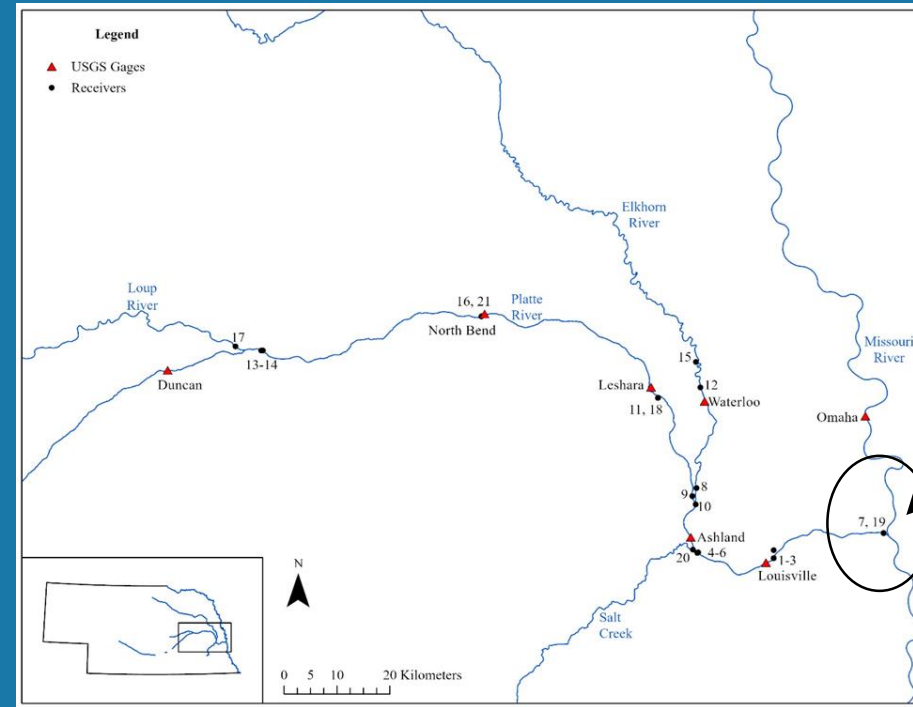 Legend
USGS Gages
Receivers
Elkhorn
River
Loup
River
16, 21
Platte
River
North Bend
17
13-14
Duncan
15
Missouri
River
Leshara
12
11, 18
Waterloo
Omaha
8
9
10
7, 19
Ashland
20
4-6
1-3
Louisville
Salt
Creek
N
0 5 10 20 Kilometers